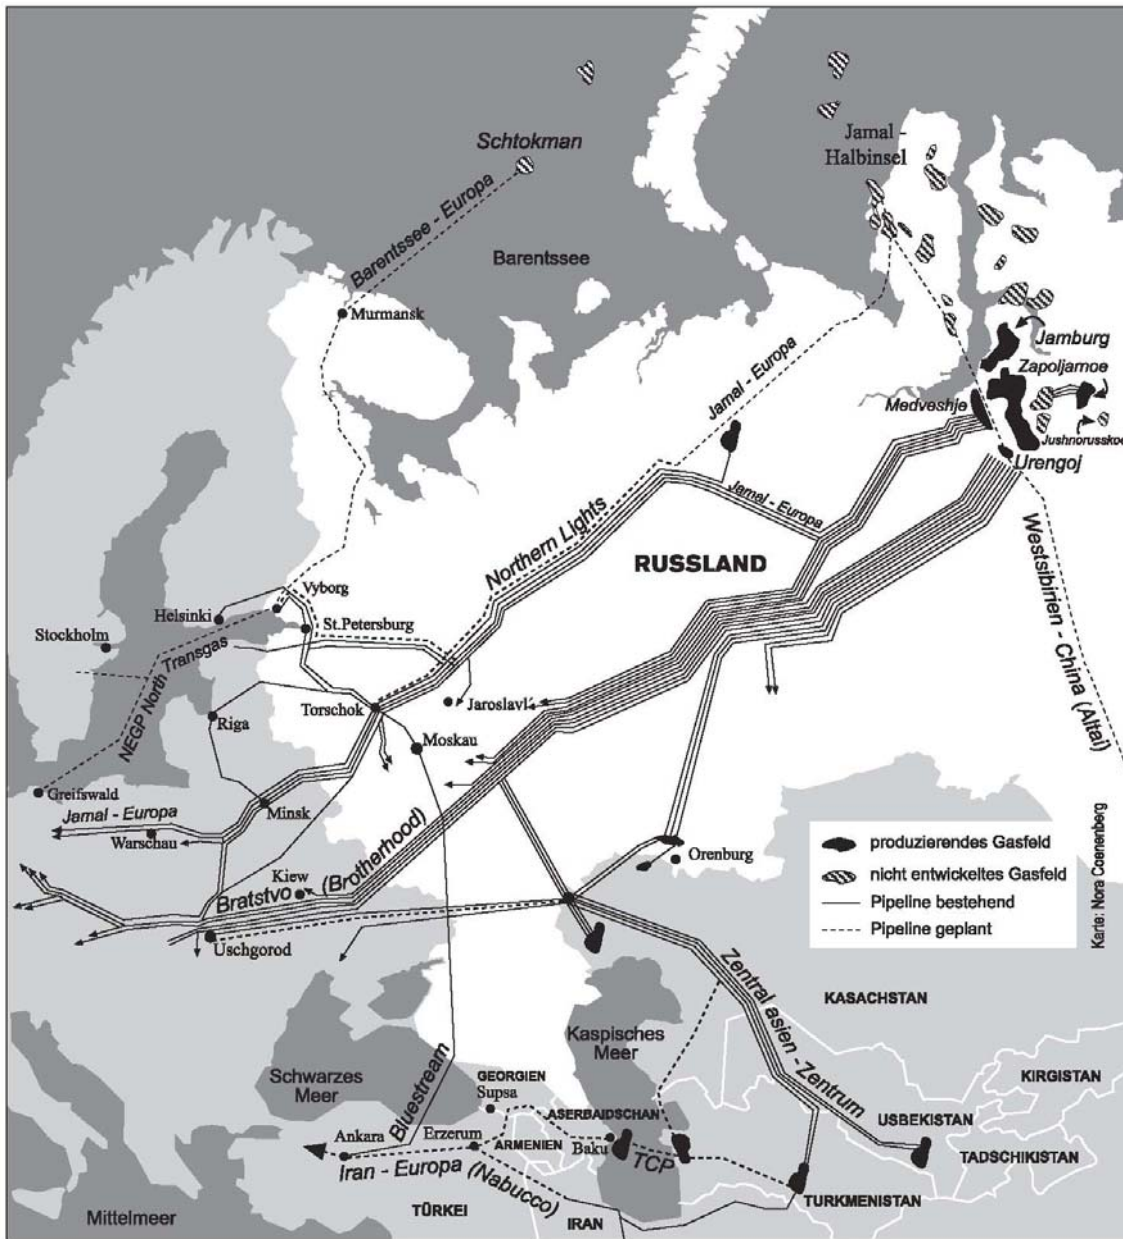 Schtokman
Barentssee - Europa
Barentssee
Murmansk
Jamal -
Halbinsel
Jamburg
Zapoljarnoe
Medveshje
Jushnorusskoe
Urengoj
Jamal - Europa
Jamal - Europa
Northern Lights
RUSSLAND
Westsibirien - China (Altai)
Vyborg
Helsinki
St.Petersburg
Stockholm
NEGP North Transgas
Riga
Torschok
Jaroslavl´
Moskau
Greifswald
Jamal - Europa
Minsk
Warschau
Kiew
Bratstvo (Brotherhood)
Uschgorod
Orenburg
produzierendes Gasfeld
nicht entwickeltes Gasfeld
Pipeline bestehend
Pipeline geplant
Karte: Nora Coenenberg
Zentral asien - Zentrum
KASACHSTAN
Kaspisches
Meer
Schwarzes
Meer
Bluestream
GEORGIEN
Supsa
ASERBAIDSCHAN
KIRGISTAN
USBEKISTAN
Ankara
Erzerum
ARMENIEN
Baku
TCP
TADSCHIKISTAN
Iran - Europa (Nabucco)
TURKMENISTAN
TÜRKEI
IRAN
Mittelmeer